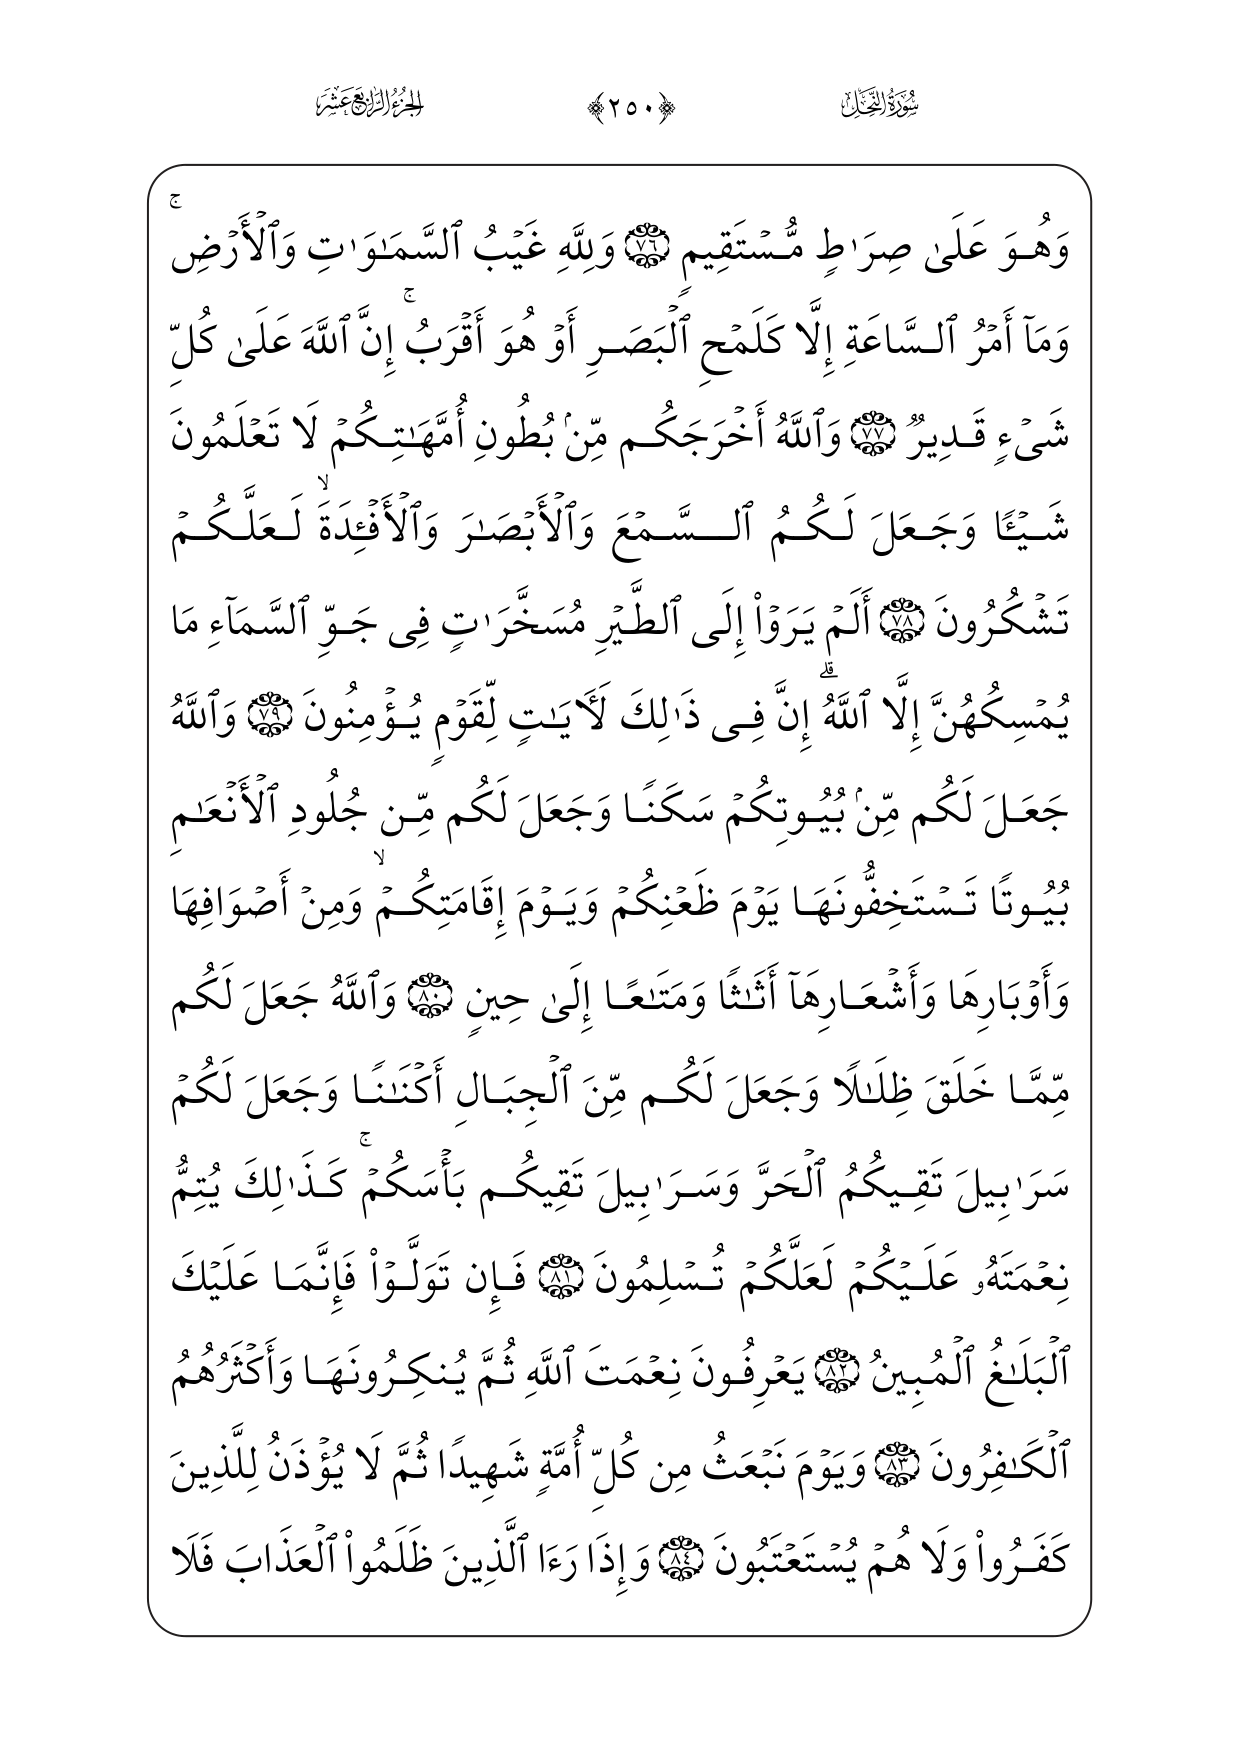 سُورَةُ النَّحْلِ ﴿٢٥٠﴾ الجُزْءُ الرَّابِعَ عَشَرَ
وَهُوَ عَلَىٰ صِرَٰطٍ مُّسۡتَقِيمٍ ٧٦ وَلِلَّهِ غَيۡبُ ٱلسَّمَٰوَٰتِ وَٱلۡأَرۡضِۚ
وَمَآ أَمۡرُ ٱلسَّاعَةِ إِلَّا كَلَمۡحِ ٱلۡبَصَرِ أَوۡ هُوَ أَقۡرَبُۚ إِنَّ ٱللَّهَ عَلَىٰ كُلِّ
شَيۡءٖ قَدِيرٞ ٧٧ وَٱللَّهُ أَخۡرَجَكُم مِّنۢ بُطُونِ أُمَّهَٰتِكُمۡ لَا تَعۡلَمُونَ
شَيۡـٔٗا وَجَعَلَ لَكُمُ ٱلسَّمۡعَ وَٱلۡأَبۡصَٰرَ وَٱلۡأَفۡـِٔدَةَۙ لَعَلَّكُمۡ
تَشۡكُرُونَ ٧٨ أَلَمۡ يَرَوۡاْ إِلَى ٱلطَّيۡرِ مُسَخَّرَٰتٖ فِي جَوِّ ٱلسَّمَآءِ مَا
يُمۡسِكُهُنَّ إِلَّا ٱللَّهُۚ إِنَّ فِي ذَٰلِكَ لَأٓيَٰتٖ لِّقَوۡمٖ يُؤۡمِنُونَ ٧٩ وَٱللَّهُ
جَعَلَ لَكُم مِّنۢ بُيُوتِكُمۡ سَكَنٗا وَجَعَلَ لَكُم مِّن جُلُودِ ٱلۡأَنۡعَٰمِ
بُيُوتٗا تَسۡتَخِفُّونَهَا يَوۡمَ ظَعۡنِكُمۡ وَيَوۡمَ إِقَامَتِكُمۡۙ وَمِنۡ أَصۡوَافِهَا
وَأَوۡبَارِهَا وَأَشۡعَارِهَآ أَثَٰثٗا وَمَتَٰعًا إِلَىٰ حِينٖ ٨٠ وَٱللَّهُ جَعَلَ لَكُم
مِّمَّا خَلَقَ ظِلَٰلٗا وَجَعَلَ لَكُم مِّنَ ٱلۡجِبَالِ أَكۡنَٰنٗا وَجَعَلَ لَكُمۡ
سَرَٰبِيلَ تَقِيكُمُ ٱلۡحَرَّ وَسَرَٰبِيلَ تَقِيكُم بَأۡسَكُمۡۚ كَذَٰلِكَ يُتِمُّ
نِعۡمَتَهُۥ عَلَيۡكُمۡ لَعَلَّكُمۡ تُسۡلِمُونَ ٨١ فَإِن تَوَلَّوۡاْ فَإِنَّمَا عَلَيۡكَ
ٱلۡبَلَٰغُ ٱلۡمُبِينُ ٨٢ يَعۡرِفُونَ نِعۡمَتَ ٱللَّهِ ثُمَّ يُنكِرُونَهَا وَأَكۡثَرُهُمُ
ٱلۡكَٰفِرُونَ ٨٣ وَيَوۡمَ نَبۡعَثُ مِن كُلِّ أُمَّةٖ شَهِيدٗا ثُمَّ لَا يُؤۡذَنُ لِلَّذِينَ
كَفَرُواْ وَلَا هُمۡ يُسۡتَعۡتَبُونَ ٨٤ وَإِذَا رَءَا ٱلَّذِينَ ظَلَمُواْ ٱلۡعَذَابَ فَلَا